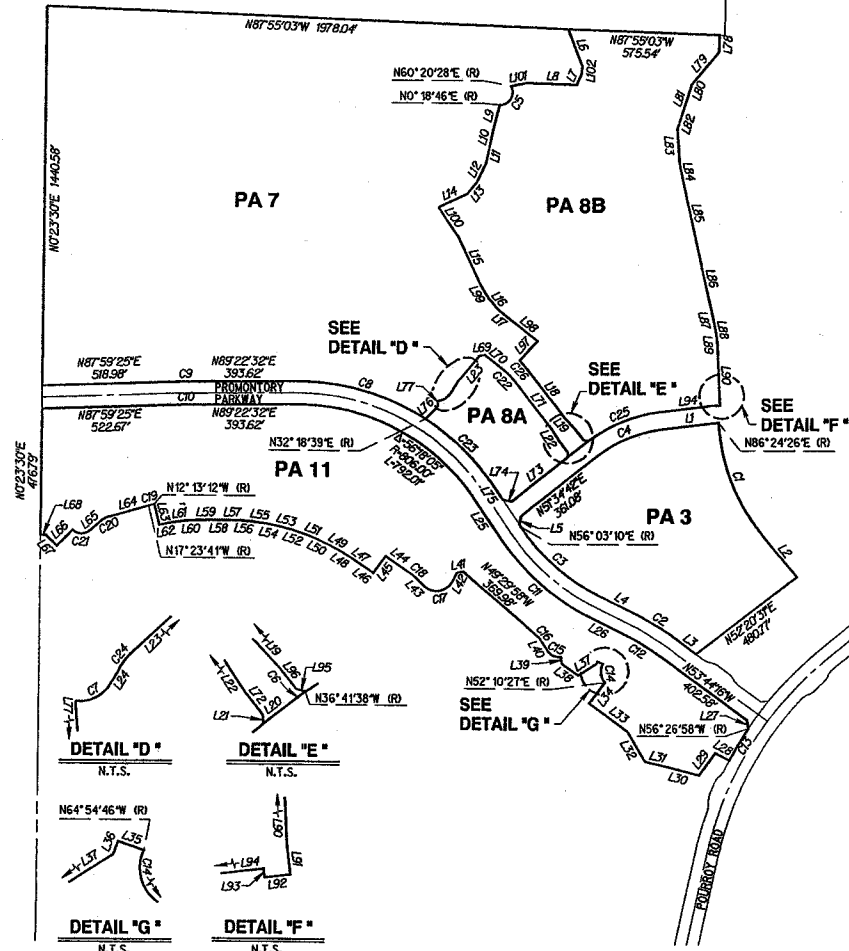 N87°55'03"W 1978.04'
L6
N87°55'03"W
575.54'
L78
N60°20'28"E (R)
L101
L8
L7
L102
L79
N0°18'46"E (R)
C5
L80
L81
L9
L82
L10
L11
L83
L12
L84
L13
L14
PA 7
PA 8B
L100
L85
N0°23'30"E 1440.58'
L15
L86
L99
L16
L17
L98
L87
L88
SEE
DETAIL "D"
L69
L70
L97
L89
N87°59'25"E
518.98'
C9
N89°22'32"E
393.62'
C8
L23
C22
C26
L18
SEE
DETAIL "E"
L90
PROMONTORY
PARKWAY
C10
L77
L76
PA 8A
L71
L19
C25
L94
SEE
DETAIL "F"
N87°59'25"E
522.67'
N89°22'32"E
393.62'
L22
C4
L1
N32°18'39"E (R)
Δ=56°18'05"
R=806.00'
L=792.01'
C23
N86°24'26"E (R)
PA 11
L74
L73
N51°34'42"E
361.08'
C1
N0°23'30"E
476.79'
L68
N12°13'12"W (R)
L75
PA 3
L64
C19
L63
L61
L59
L57
L55
L53
L51
L49
L47
L25
L5
N56°03'10"E (R)
L66
L65
C20
C21
L67
L62
L60
L58
L56
L54
L52
L50
L48
L46
L45
L44
C18
L43
C17
L41
L42
N17°23'41"W (R)
C3
L2
N49°29'58"W
369.98'
C11
L4
C2
L3
N52°20'31"E
480.77'
C16
C15
L40
L39
L26
C12
L38
L37
C14
N53°44'16"W
402.58'
N52°10'27"E (R)
L34
SEE
DETAIL "G"
L27
N56°26'58"W (R)
L33
L32
L31
L30
L29
L28
C13
POURROY ROAD
C24
L23
C7
L24
L77
DETAIL "D"
N.T.S.
L19
L96
L95
C6
L22
L72
L20
L21
N36°41'38"W (R)
DETAIL "E"
N.T.S.
N64°54'46"W (R)
L36
L35
L37
C14
DETAIL "G"
N.T.S.
L90
L94
L91
L93
L92
DETAIL "F"
N.T.S.